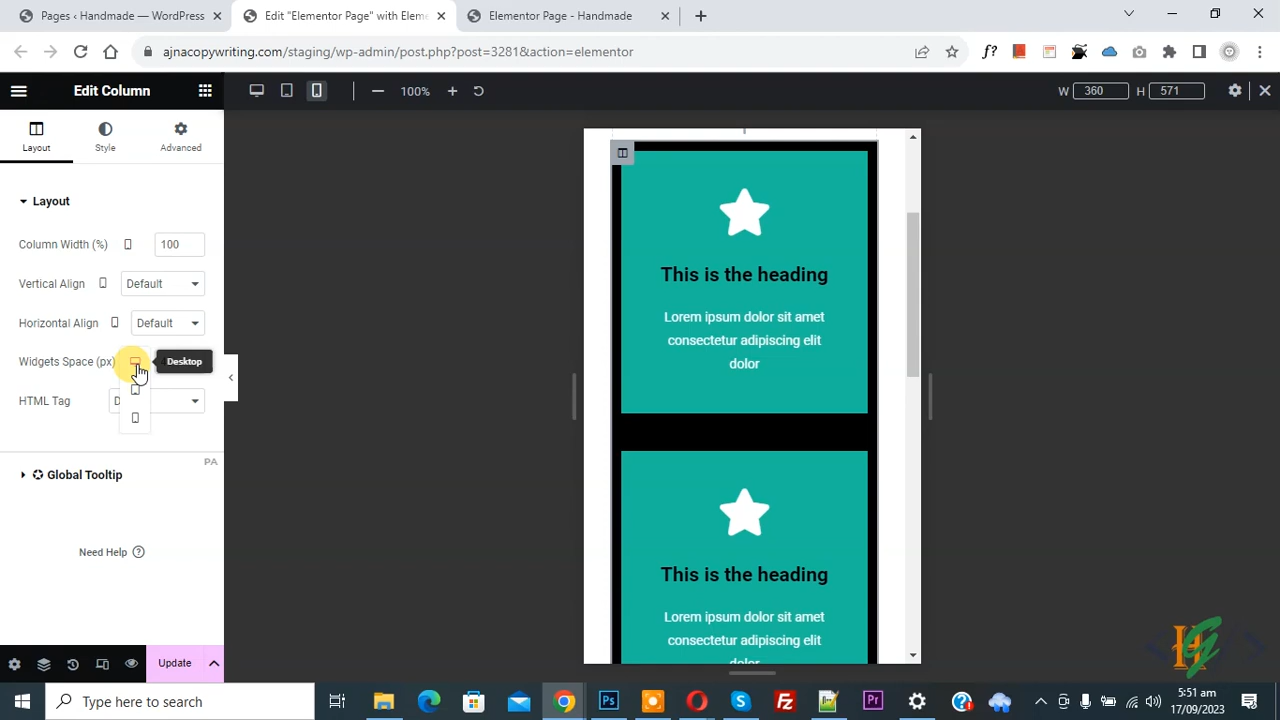 Pages ‹ Handmade — WordPress
Edit "Elementor Page" with Eleme
Elementor Page - Handmade
ajnacopywriting.com/staging/wp-admin/post.php?post=3281&action=elementor
f?
Edit Column
100%
W 360 H 571
Layout
Style
Advanced
Layout
Column Width (%)
100
Vertical Align
Default
Horizontal Align
Default
Widgets Space (px)
Desktop
HTML Tag
D
PA
Global Tooltip
Need Help
Update
This is the heading
Lorem ipsum dolor sit amet
consectetur adipiscing elit
dolor
This is the heading
Lorem ipsum dolor sit amet
consectetur adipiscing elit
dolor
HG
Type here to search
Ps
Pr
5:51 am
17/09/2023